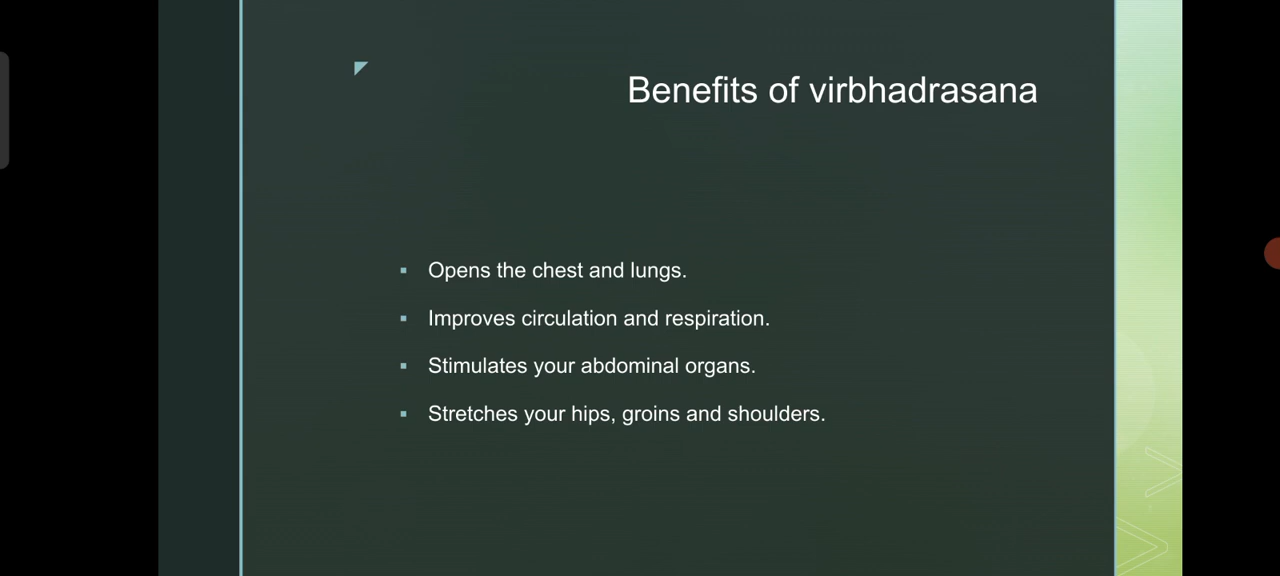 Benefits of virbhadrasana
Opens the chest and lungs.
Improves circulation and respiration.
Stimulates your abdominal organs.
Stretches your hips, groins and shoulders.